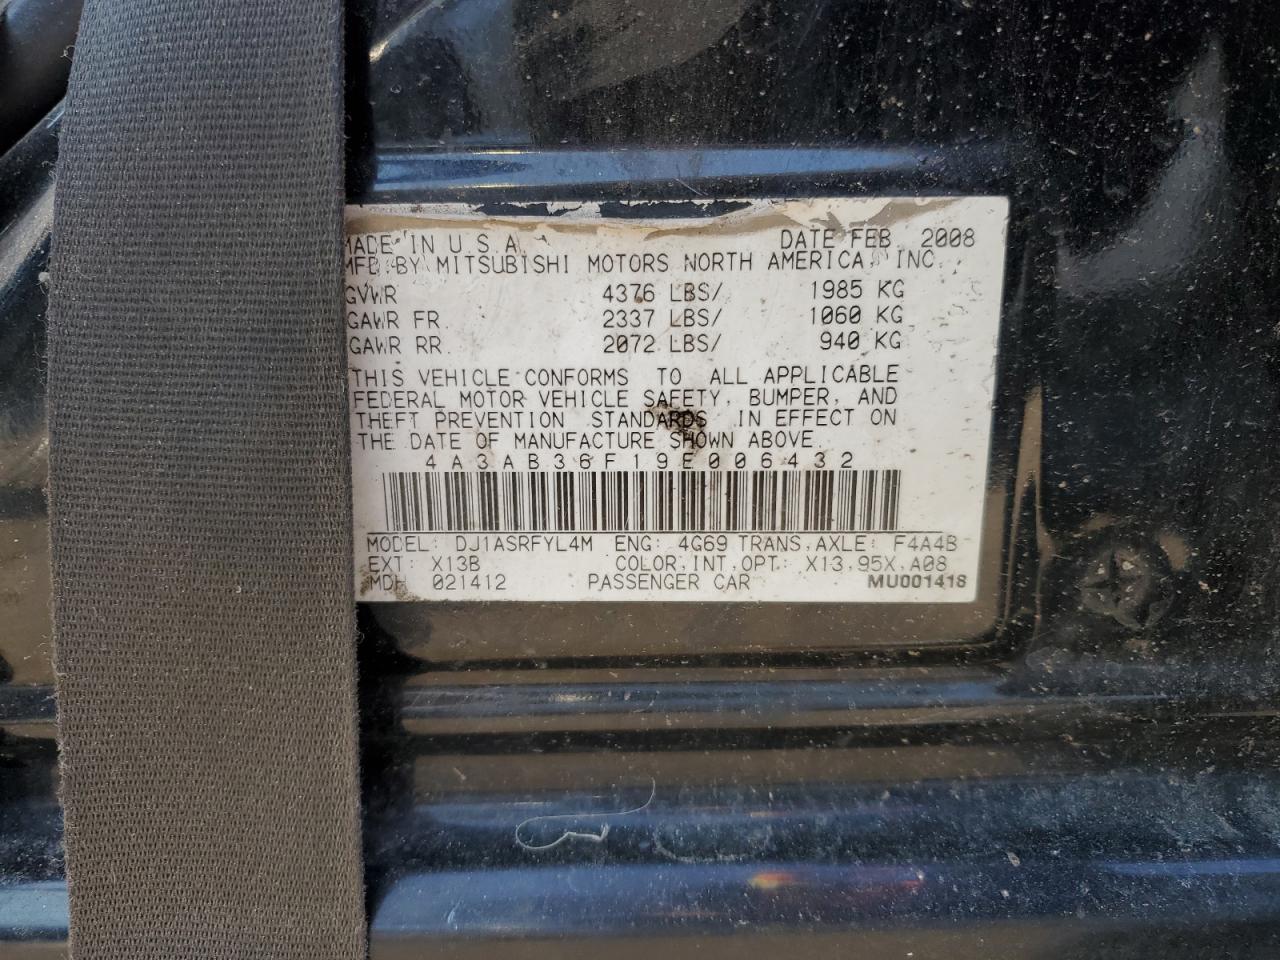 MADE IN U.S.A. DATE FEB. 2008
MFD. BY MITSUBISHI MOTORS NORTH AMERICA, INC.
GVWR 4376 LBS/ 1985 KG
GAWR FR. 2337 LBS/ 1060 KG
GAWR RR. 2072 LBS/ 940 KG
THIS VEHICLE CONFORMS TO ALL APPLICABLE
FEDERAL MOTOR VEHICLE SAFETY, BUMPER, AND
THEFT PREVENTION STANDARDS IN EFFECT ON
THE DATE OF MANUFACTURE SHOWN ABOVE.
4A3AB36F19E006432
MODEL: DJ1ASRFYL4M ENG: 4G69 TRANS,AXLE: F4A4B
EXT: X13B COLOR,INT,OPT: X13,95X,A08
MDH 021412 PASSENGER CAR MU001418